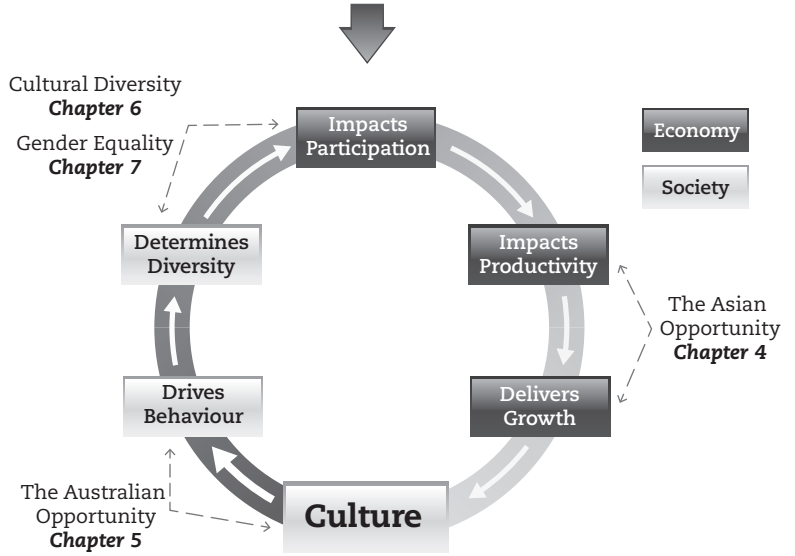 Cultural Diversity
Chapter 6
Gender Equality
Chapter 7
Impacts
Participation
Economy
Society
Determines
Diversity
Impacts
Productivity
The Asian
Opportunity
Chapter 4
Drives
Behaviour
Delivers
Growth
The Australian
Opportunity
Chapter 5
Culture